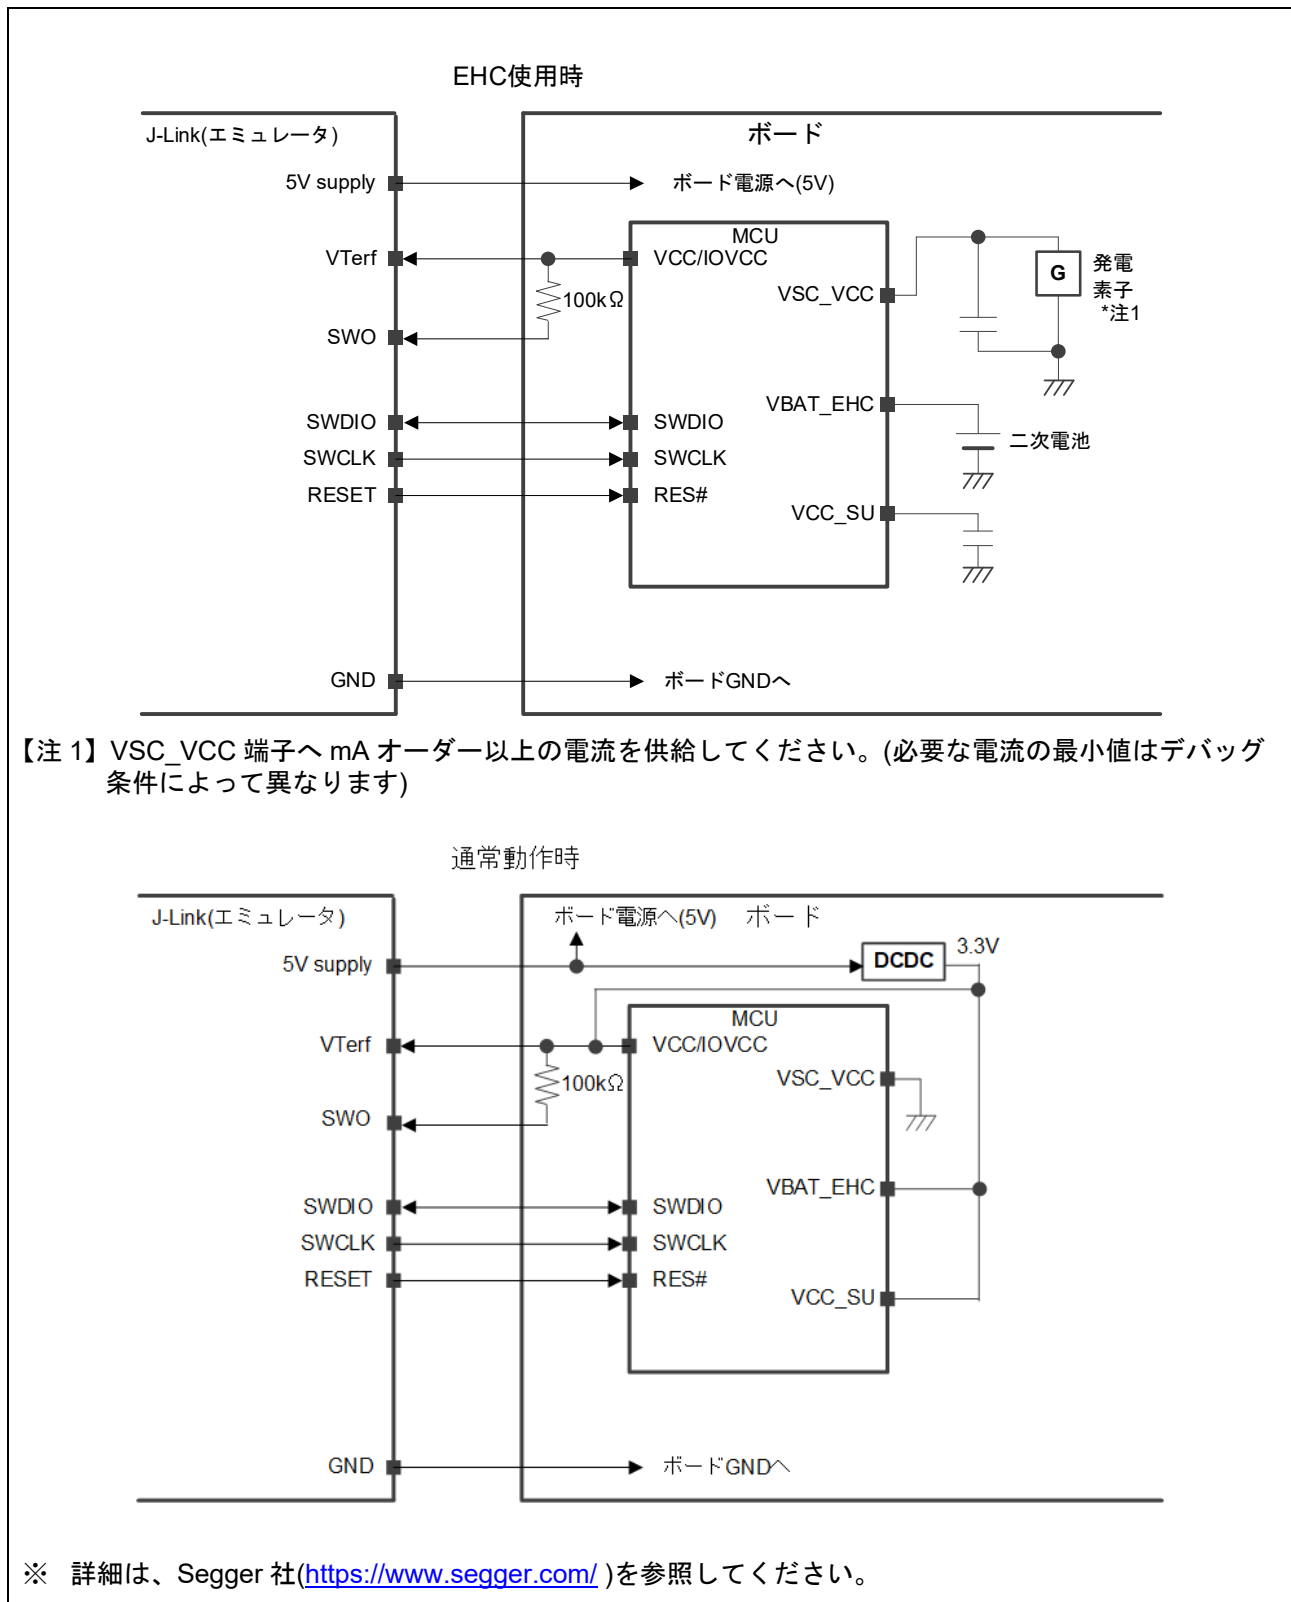 EHC使用時
J-Link(エミュレータ)
ボード
5V supply
ボード電源へ(5V)
MCU
VTerf
VCC/IOVCC
100kΩ
VSC_VCC
G
発電
素子
*注1
SWO
VBAT_EHC
二次電池
SWDIO
SWDIO
SWCLK
SWCLK
RESET
RES#
VCC_SU
GND
ボードGNDへ
【注 1】VSC_VCC 端子へ mA オーダー以上の電流を供給してください。(必要な電流の最小値はデバッグ
条件によって異なります)
通常動作時
J-Link(エミュレータ)
ボード電源へ(5V)
ボード
5V supply
DCDC
3.3V
MCU
VTerf
VCC/IOVCC
100kΩ
VSC_VCC
SWO
VBAT_EHC
SWDIO
SWDIO
SWCLK
SWCLK
RESET
RES#
VCC_SU
GND
ボードGNDへ
※ 詳細は、Segger 社(https://www.segger.com/ )を参照してください。